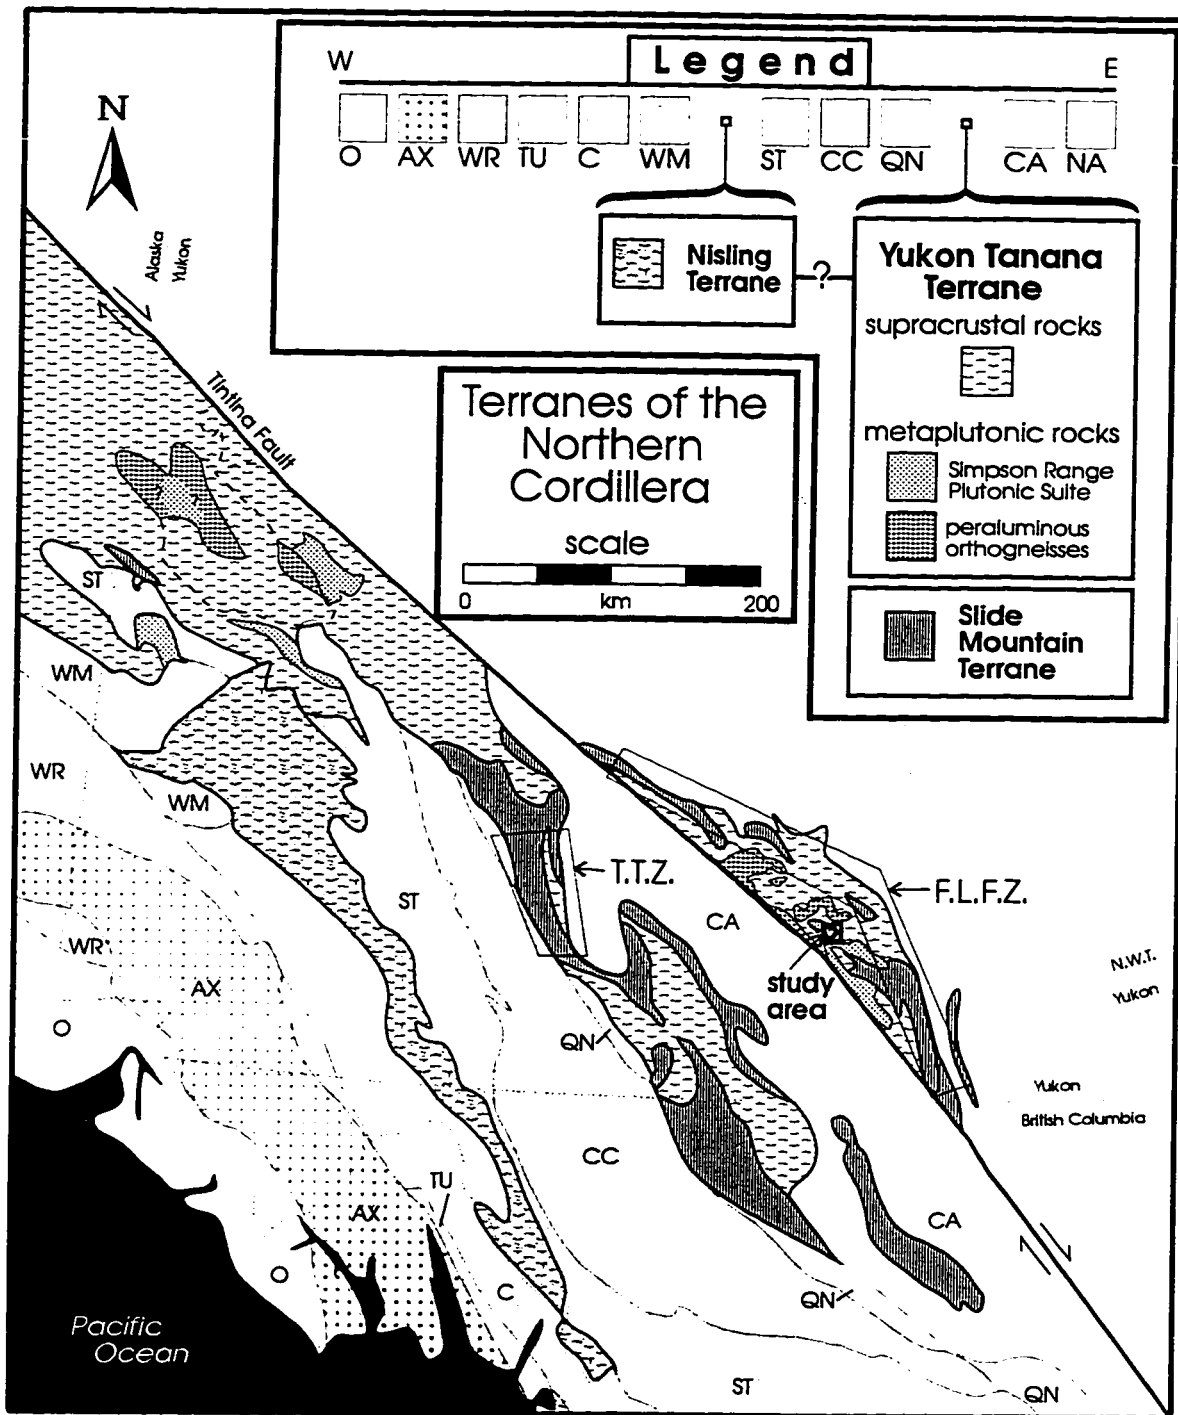 Legend
W
E
O AX WR TU C WM ST CC QN CA NA
Nisling
Terrane
?
Yukon Tanana
Terrane
supracrustal rocks
metaplutonic rocks
Simpson Range
Plutonic Suite
peraluminous
orthogneisses
Slide
Mountain
Terrane
N
Alaska
Yukon
Tintina Fault
Terranes of the
Northern
Cordillera
scale
0 km 200
ST
WM
WR
WM
ST
T.T.Z.
CA
F.L.F.Z.
WR
AX
study
area
N.W.T.
Yukon
O
QN
Yukon
British Columbia
CC
TU
AX
CA
O
C
QN
Pacific
Ocean
ST
QN